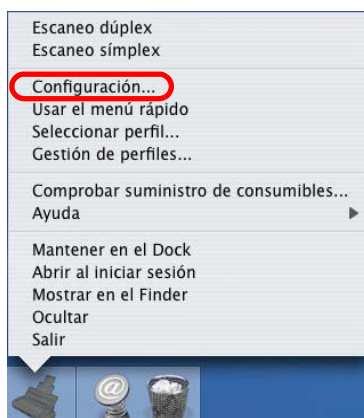 Escaneo dúplex
Escaneo símplex
Configuración...
Usar el menú rápido
Seleccionar perfil...
Gestión de perfiles...
Comprobar suministro de consumibles...
Ayuda
Mantener en el Dock
Abrir al iniciar sesión
Mostrar en el Finder
Ocultar
Salir
@